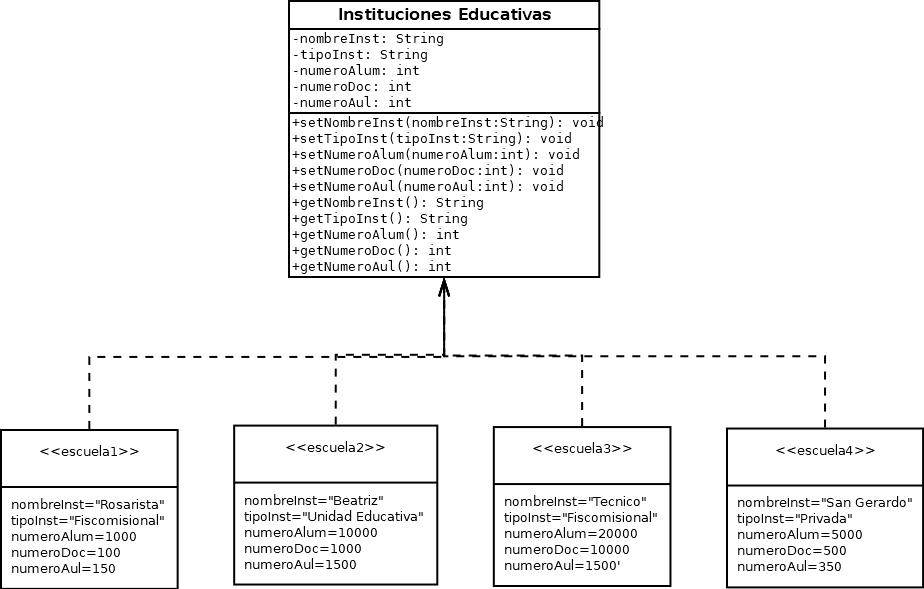 Instituciones Educativas
-nombreInst: String
-tipoInst: String
-numeroAlum: int
-numeroDoc: int
-numeroAul: int
+setNombreInst(nombreInst:String): void
+setTipoInst(tipoInst:String): void
+setNumeroAlum(numeroAlum:int): void
+setNumeroDoc(numeroDoc:int): void
+setNumeroAul(numeroAul:int): void
+getNombreInst(): String
+getTipoInst(): String
+getNumeroAlum(): int
+getNumeroDoc(): int
+getNumeroAul(): int
<<escuela1>>
nombreInst="Rosarista"
tipoInst="Fiscomisional"
numeroAlum=1000
numeroDoc=100
numeroAul=150
<<escuela2>>
nombreInst="Beatriz"
tipoInst="Unidad Educativa"
numeroAlum=10000
numeroDoc=1000
numeroAul=1500
<<escuela3>>
nombreInst="Tecnico"
tipoInst="Fiscomisional"
numeroAlum=20000
numeroDoc=10000
numeroAul=1500'
<<escuela4>>
nombreInst="San Gerardo"
tipoInst="Privada"
numeroAlum=5000
numeroDoc=500
numeroAul=350